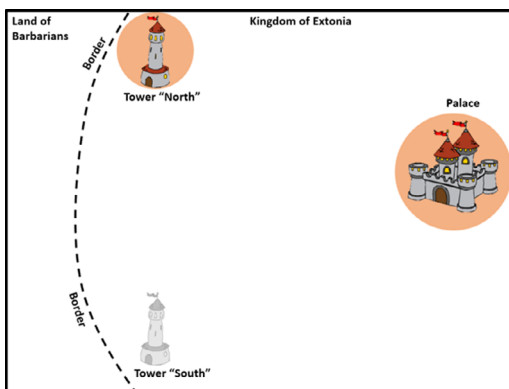 Land of
Barbarians
Kingdom of Extonia
Border
Tower “North”
Palace
Border
Tower “South”